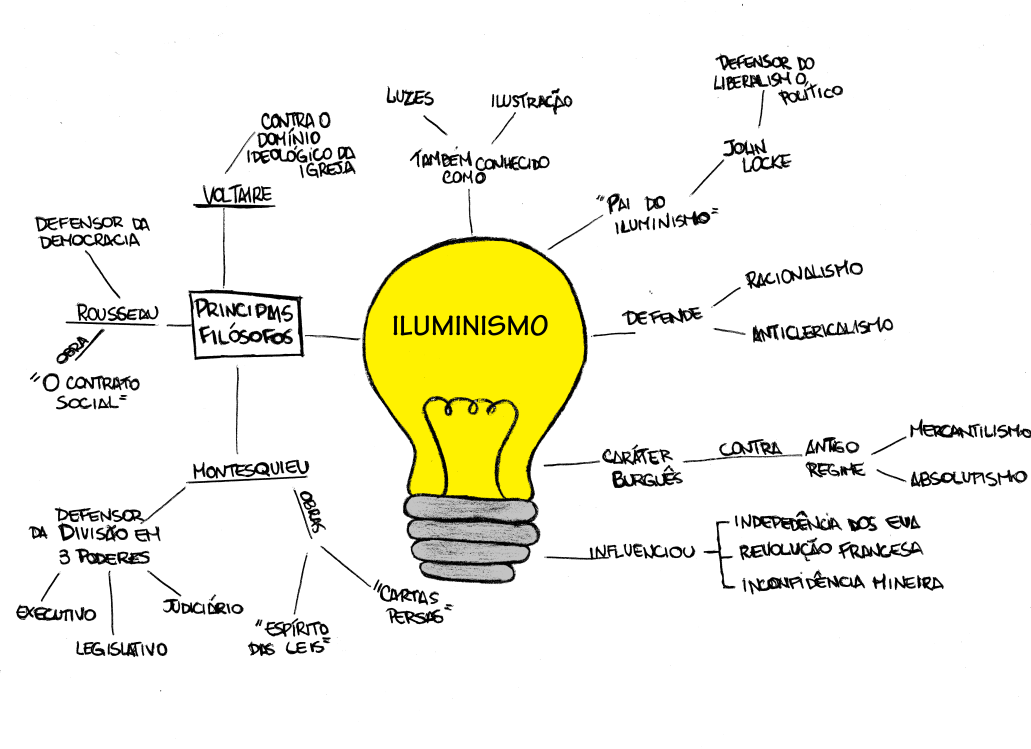 DEFENSOR DO
LIBERALISMO
POLÍTICO
JOHN
LOCKE
"PAI DO
ILUMINISMO"
LUZES
ILUSTRAÇÃO
TAMBÉM CONHECIDO
COMO
CONTRA O
DOMÍNIO
IDEOLÓGICO DA
IGREJA
VOLTAIRE
DEFENSOR DA
DEMOCRACIA
ROUSSEAU
OBRA
"O CONTRATO
SOCIAL"
PRINCIPAIS
FILÓSOFOS
ILUMINISMO
DEFENDE
RACIONALISMO
ANTICLERICALISMO
CARÁTER
BURGUÊS
CONTRA
ANTIGO
REGIME
MERCANTILISMO
ABSOLUTISMO
INFLUENCIOU
INDEPEDÊNCIA DOS EUA
REVOLUÇÃO FRANCESA
INCONFIDÊNCIA MINEIRA
MONTESQUIEU
DEFENSOR
DA DIVISÃO EM
3 PODERES
EXECUTIVO
LEGISLATIVO
JUDICIÁRIO
OBRAS
"ESPÍRITO
DAS LEIS"
"CARTAS
PERSAS"